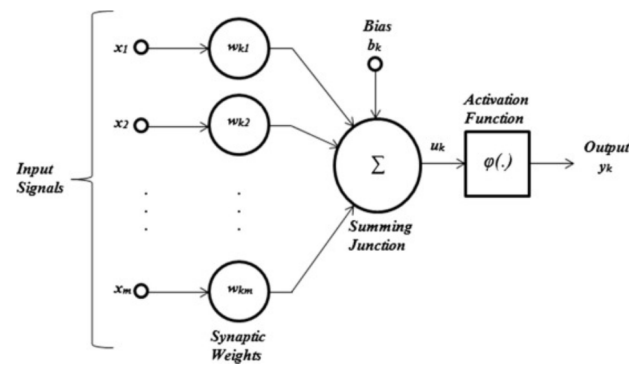 Bias
bk
x1
wk1
Activation
Function
x2
wk2
uk
Output
yk
Σ
φ(.)
Input
Signals
Summing
Junction
xm
wkm
Synaptic
Weights